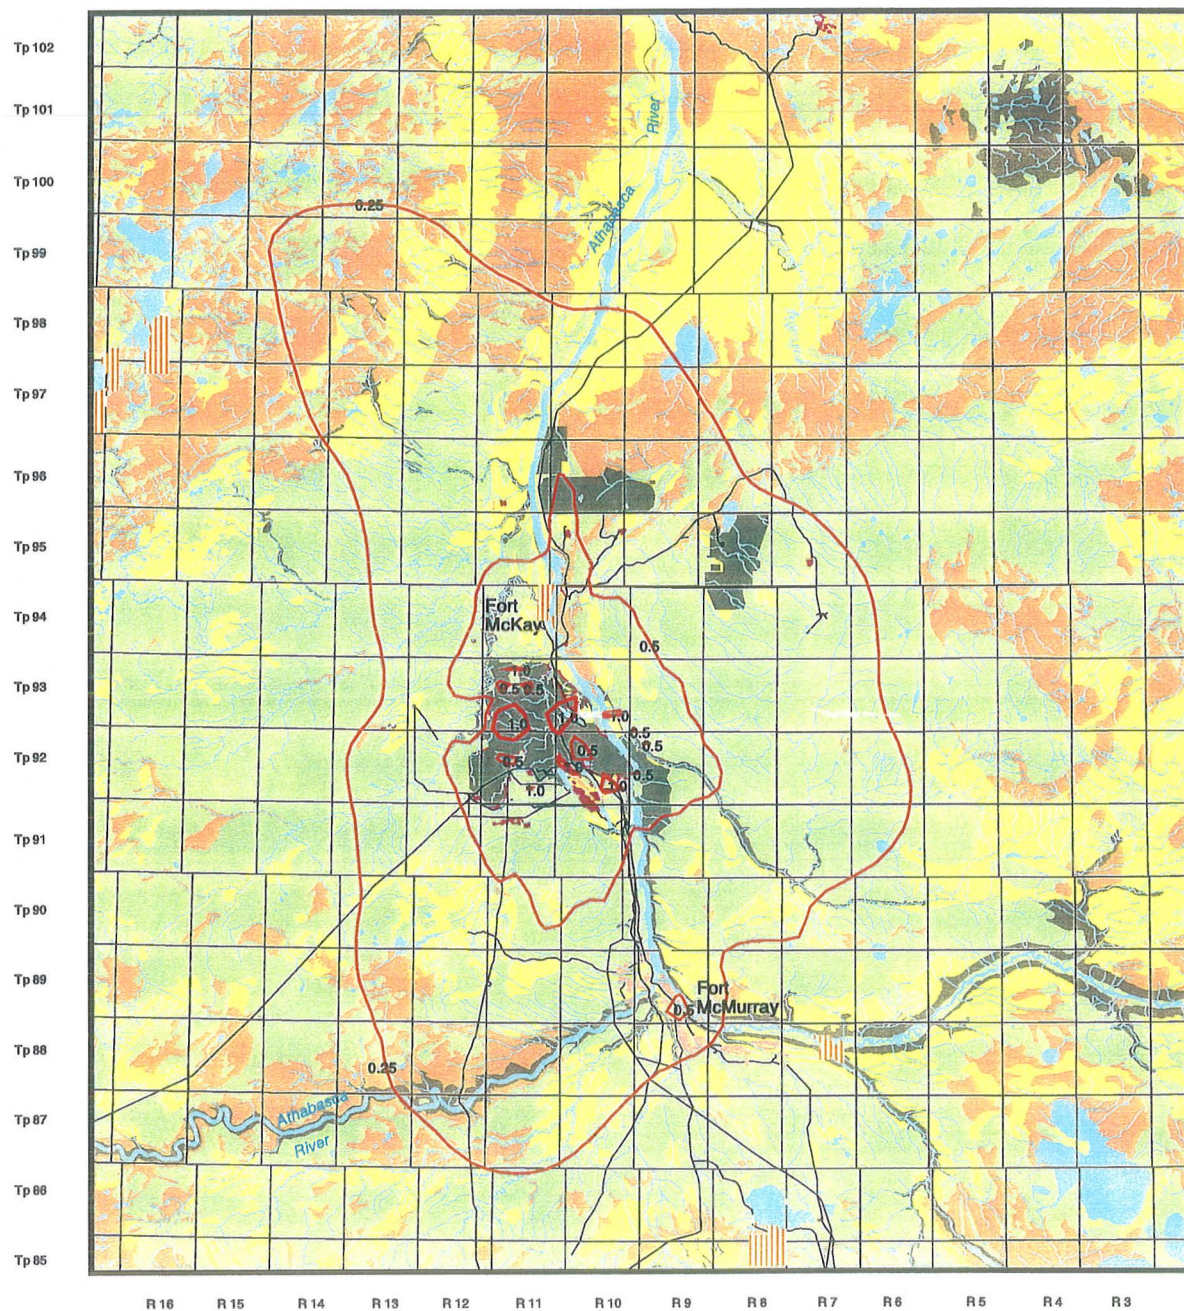 Tp 102
Tp 101
Tp 100
Tp 99
Tp 98
Tp 97
Tp 96
Tp 95
Tp 94
Tp 93
Tp 92
Tp 91
Tp 90
Tp 89
Tp 88
Tp 87
Tp 86
Tp 85
River
Athabasca
0.25
Fort
McKay
0.5
1.0
0.5 0.5
1.0
1.0
1.0
0.5
0.5
0.5
0.5
1.0
0.5
1.0
1.0
Fort
McMurray
0.5
0.25
Athabasca
River
R 16 R 15 R 14 R 13 R 12 R 11 R 10 R 9 R 8 R 7 R 6 R 5 R 4 R 3